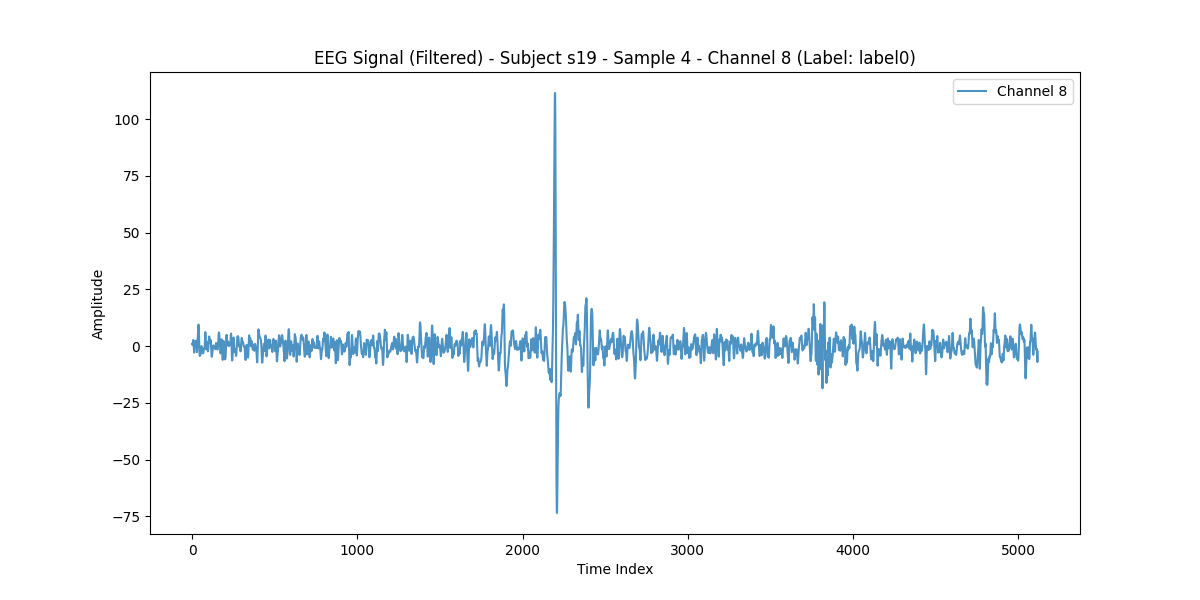 EEG Signal (Filtered) - Subject s19 - Sample 4 - Channel 8 (Label: label0)
Channel 8
100
75
50
25
0
−25
−50
−75
Amplitude
0 1000 2000 3000 4000 5000
Time Index